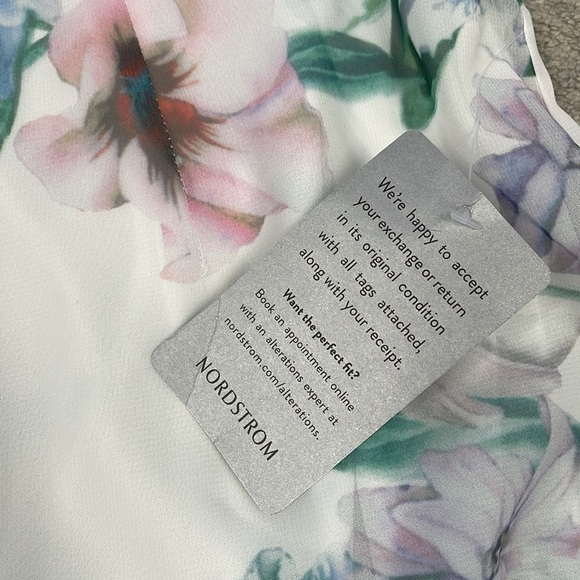 We're happy to accept
your exchange or return
in its original condition
with all tags attached,
along with your receipt.
Want the perfect fit?
Book an appointment online
with an alterations expert at
nordstrom.com/alterations.
NORDSTROM